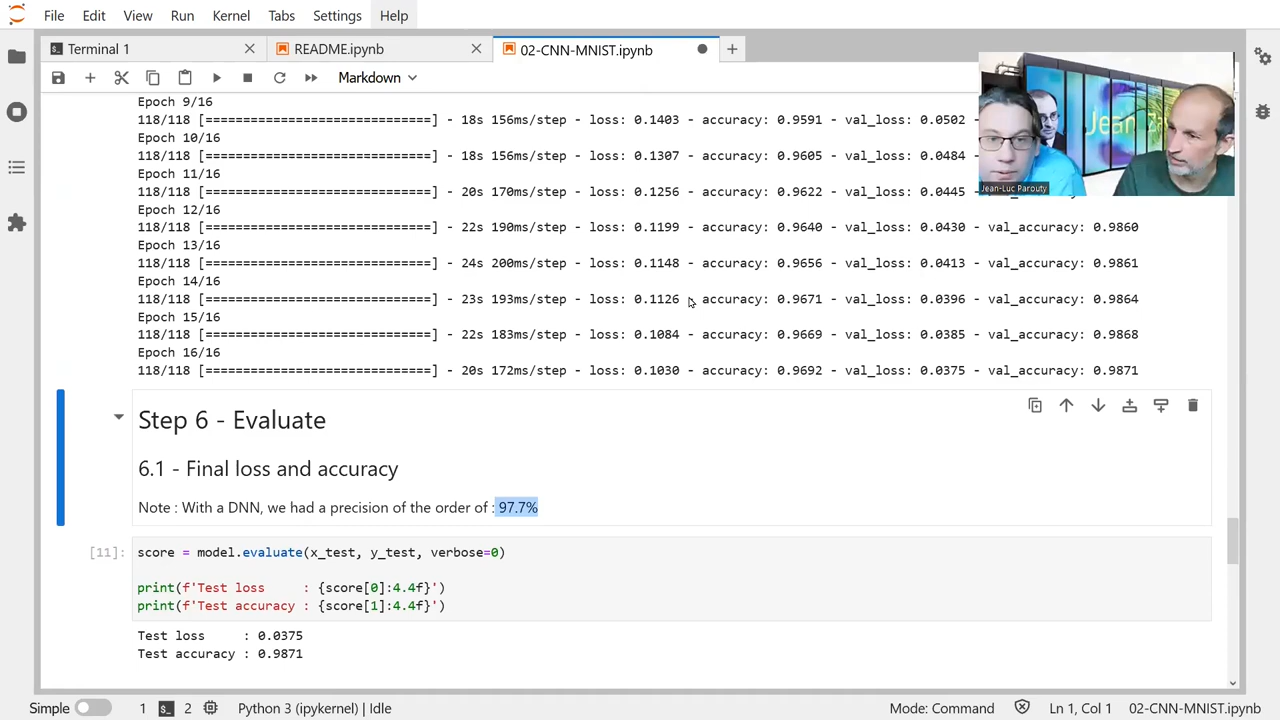 File Edit View Run Kernel Tabs Settings Help
Terminal 1 README.ipynb 02-CNN-MNIST.ipynb
Markdown
Epoch 9/16
118/118 [==============================] - 18s 156ms/step - loss: 0.1403 - accuracy: 0.9591 - val_loss: 0.0502 -
Epoch 10/16
118/118 [==============================] - 18s 156ms/step - loss: 0.1307 - accuracy: 0.9605 - val_loss: 0.0484 -
Epoch 11/16
118/118 [==============================] - 20s 170ms/step - loss: 0.1256 - accuracy: 0.9622 - val_loss: 0.0445 -
Epoch 12/16
118/118 [==============================] - 22s 190ms/step - loss: 0.1199 - accuracy: 0.9640 - val_loss: 0.0430 - val_accuracy: 0.9860
Epoch 13/16
118/118 [==============================] - 24s 200ms/step - loss: 0.1148 - accuracy: 0.9656 - val_loss: 0.0413 - val_accuracy: 0.9861
Epoch 14/16
118/118 [==============================] - 23s 193ms/step - loss: 0.1126 - accuracy: 0.9671 - val_loss: 0.0396 - val_accuracy: 0.9864
Epoch 15/16
118/118 [==============================] - 22s 183ms/step - loss: 0.1084 - accuracy: 0.9669 - val_loss: 0.0385 - val_accuracy: 0.9868
Epoch 16/16
118/118 [==============================] - 20s 172ms/step - loss: 0.1030 - accuracy: 0.9692 - val_loss: 0.0375 - val_accuracy: 0.9871
Jean Za
Jean-Luc Parouty
Step 6 - Evaluate
6.1 - Final loss and accuracy
Note : With a DNN, we had a precision of the order of : 97.7%
[11]: score = model.evaluate(x_test, y_test, verbose=0)
print(f'Test loss     : {score[0]:4.4f}')
print(f'Test accuracy : {score[1]:4.4f}')
Test loss     : 0.0375
Test accuracy : 0.9871
Simple 1 2 Python 3 (ipykernel) | Idle Mode: Command Ln 1, Col 1 02-CNN-MNIST.ipynb